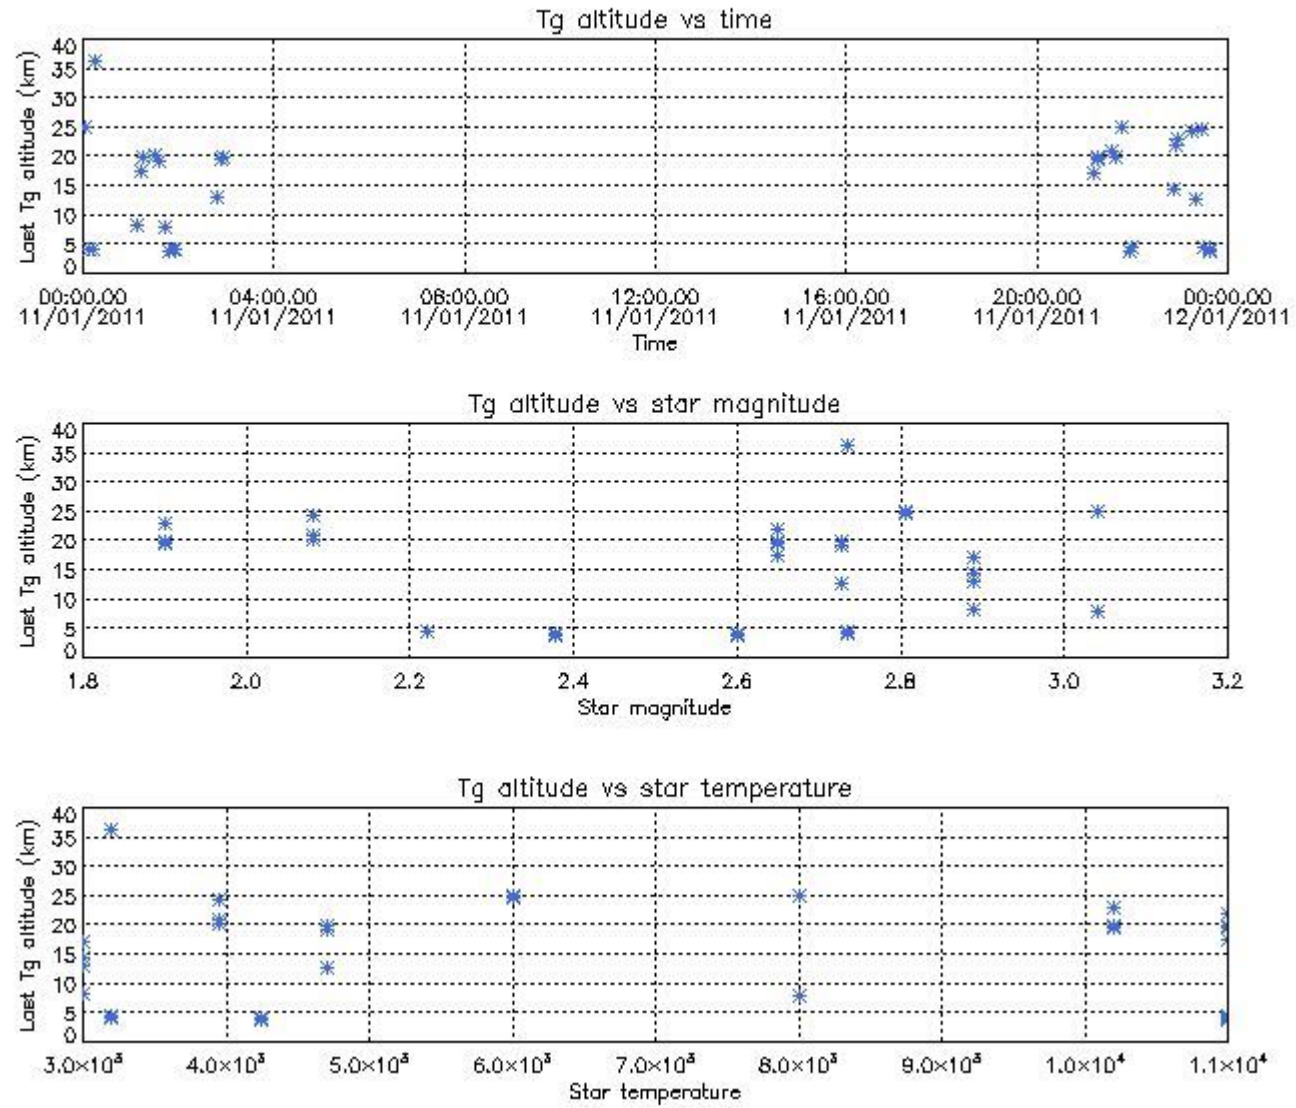 Tg altitude vs time
Last Tg altitude (km)
40
35
30
25
20
15
10
5
0
00:00.00 04:00.00 08:00.00 12:00.00 16:00.00 20:00.00 00:00.00
11/01/2011 11/01/2011 11/01/2011 11/01/2011 11/01/2011 11/01/2011 12/01/2011
Time
Tg altitude vs star magnitude
Last Tg altitude (km)
40
35
30
25
20
15
10
5
0
1.8 2.0 2.2 2.4 2.6 2.8 3.0 3.2
Star magnitude
Tg altitude vs star temperature
Last Tg altitude (km)
40
35
30
25
20
15
10
5
0
3.0×10³ 4.0×10³ 5.0×10³ 6.0×10³ 7.0×10³ 8.0×10³ 9.0×10³ 1.0×10⁴ 1.1×10⁴
Star temperature